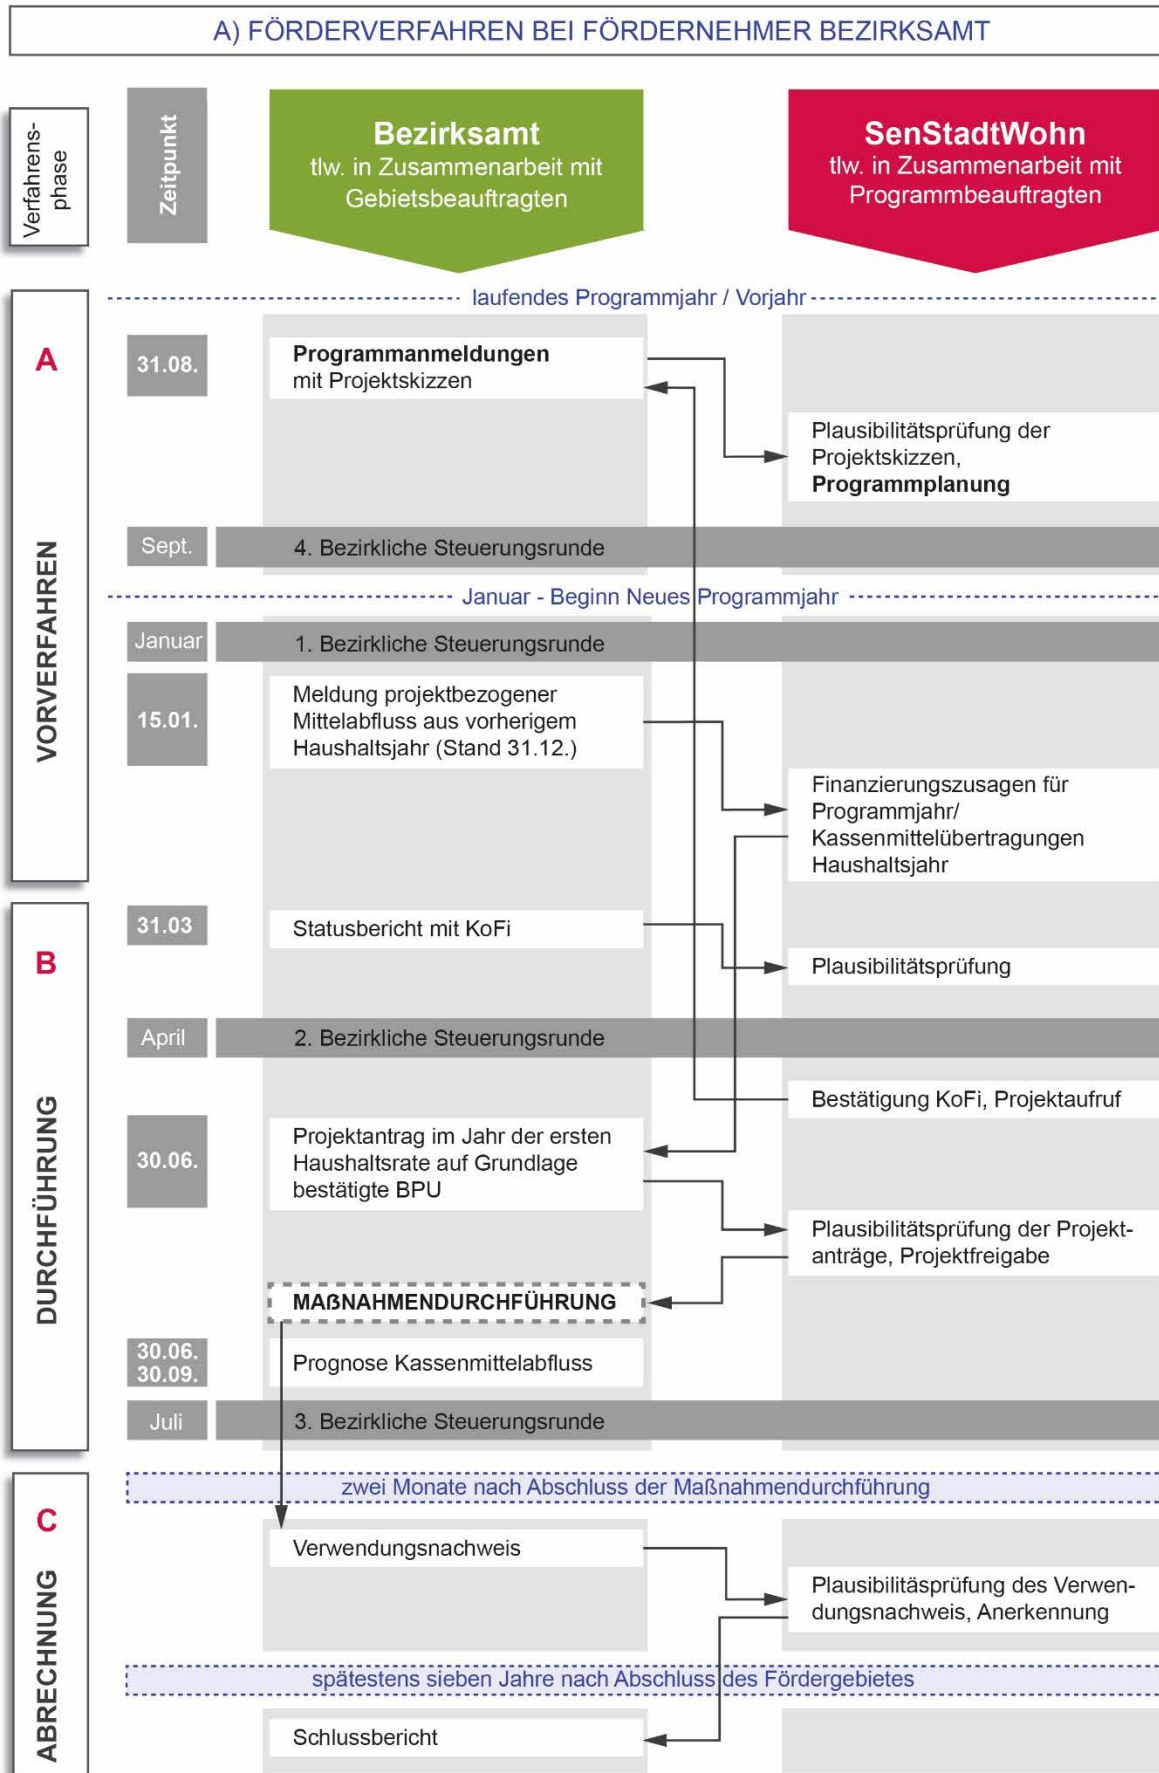 A) FÖRDERVERFAHREN BEI FÖRDERNEHMER BEZIRKSAMT
Verfahrens-
phase
Zeitpunkt
Bezirksamt
tlw. in Zusammenarbeit mit
Gebietsbeauftragten
SenStadtWohn
tlw. in Zusammenarbeit mit
Programmbeauftragten
laufendes Programmjahr / Vorjahr
A
VORVERFAHREN
31.08.
Programmanmeldungen
mit Projektskizzen
Plausibilitätsprüfung der
Projektskizzen,
Programmplanung
Sept.
4. Bezirkliche Steuerungsrunde
Januar - Beginn Neues Programmjahr
Januar
1. Bezirkliche Steuerungsrunde
15.01.
Meldung projektbezogener
Mittelabfluss aus vorherigem
Haushaltsjahr (Stand 31.12.)
Finanzierungszusagen für
Programmjahr/
Kassenmittelübertragungen
Haushaltsjahr
B
DURCHFÜHRUNG
31.03
Statusbericht mit KoFi
Plausibilitätsprüfung
April
2. Bezirkliche Steuerungsrunde
Bestätigung KoFi, Projektaufruf
30.06.
Projektantrag im Jahr der ersten
Haushaltsrate auf Grundlage
bestätigte BPU
Plausibilitätsprüfung der Projekt-
anträge, Projektfreigabe
MAßNAHMENDURCHFÜHRUNG
30.06.
30.09.
Prognose Kassenmittelabfluss
Juli
3. Bezirkliche Steuerungsrunde
C
ABRECHNUNG
zwei Monate nach Abschluss der Maßnahmendurchführung
Verwendungsnachweis
Plausibilitäsprüfung des Verwen-
dungsnachweis, Anerkennung
spätestens sieben Jahre nach Abschluss des Fördergebietes
Schlussbericht